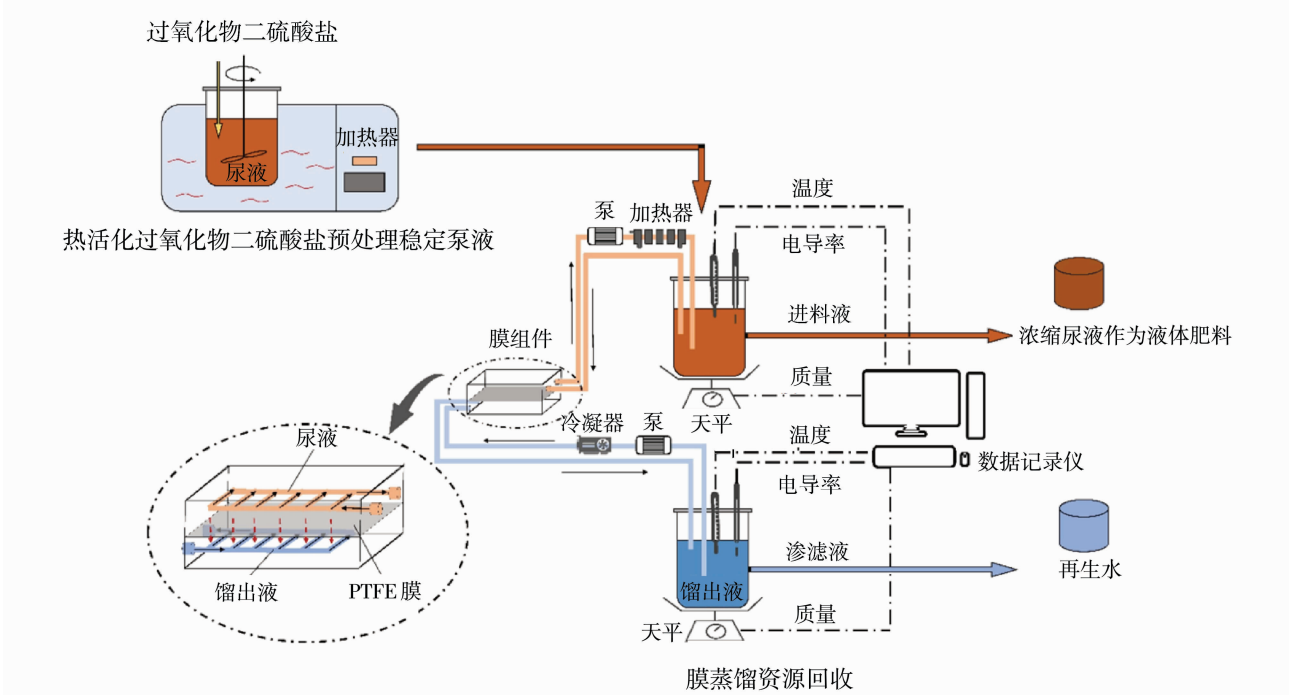 过氧化物二硫酸盐
加热器
尿液
热活化过氧化物二硫酸盐预处理稳定泵液
温度
泵
加热器
电导率
进料液
浓缩尿液作为液体肥料
膜组件
质量
天平
冷凝器
泵
温度
尿液
数据记录仪
电导率
渗滤液
再生水
馏出液
PTFE膜
馏出液
质量
天平
膜蒸馏资源回收